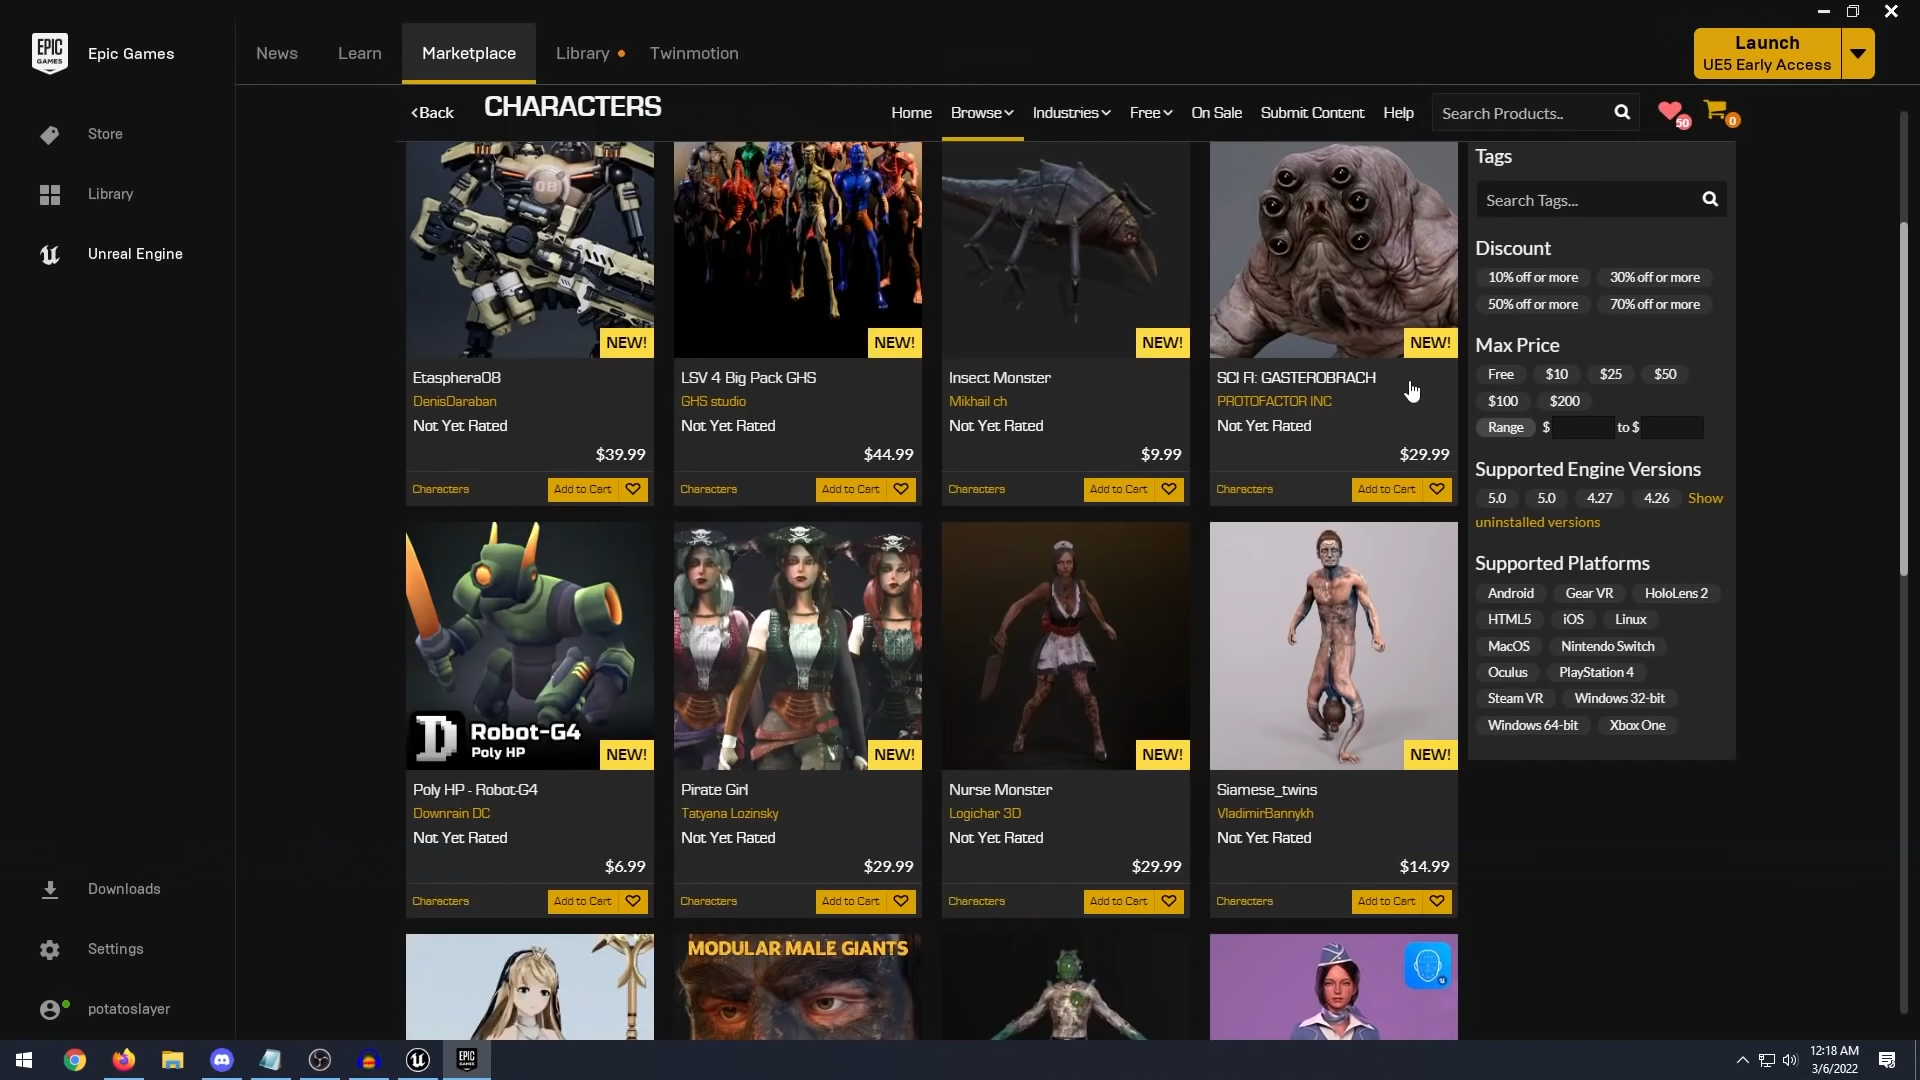 EPIC
GAMES
Epic Games
News
Learn
Marketplace
Library
Twinmotion
Launch
UE5 Early Access
Store
Library
Unreal Engine
Downloads
Settings
potatoslayer
Back
CHARACTERS
Home
Browse
Industries
Free
On Sale
Submit Content
Help
Search Products..
50
0
08
NEW!
Etasphera08
DenisDaraban
Not Yet Rated
$39.99
Characters
Add to Cart
NEW!
LSV 4 Big Pack GHS
GHS studio
Not Yet Rated
$44.99
Characters
Add to Cart
NEW!
Insect Monster
Mikhail ch
Not Yet Rated
$9.99
Characters
Add to Cart
NEW!
SCI FI: GASTEROBRACH
PROTOFACTOR INC
Not Yet Rated
$29.99
Characters
Add to Cart
D
Robot-G4
Poly HP
NEW!
Poly HP - Robot-G4
Downrain DC
Not Yet Rated
$6.99
Characters
Add to Cart
NEW!
Pirate Girl
Tatyana Lozinsky
Not Yet Rated
$29.99
Characters
Add to Cart
NEW!
Nurse Monster
Logichar 3D
Not Yet Rated
$29.99
Characters
Add to Cart
NEW!
Siamese_twins
VladimirBannykh
Not Yet Rated
$14.99
Characters
Add to Cart
MODULAR MALE GIANTS
Tags
Search Tags...
Discount
10% off or more 30% off or more
50% off or more 70% off or more
Max Price
Free $10 $25 $50
$100 $200
Range $ to $
Supported Engine Versions
5.0 5.0 4.27 4.26 Show
uninstalled versions
Supported Platforms
Android Gear VR HoloLens 2
HTML5 iOS Linux
MacOS Nintendo Switch
Oculus PlayStation 4
Steam VR Windows 32-bit
Windows 64-bit Xbox One
EPIC
GAMES
12:18 AM
3/6/2022